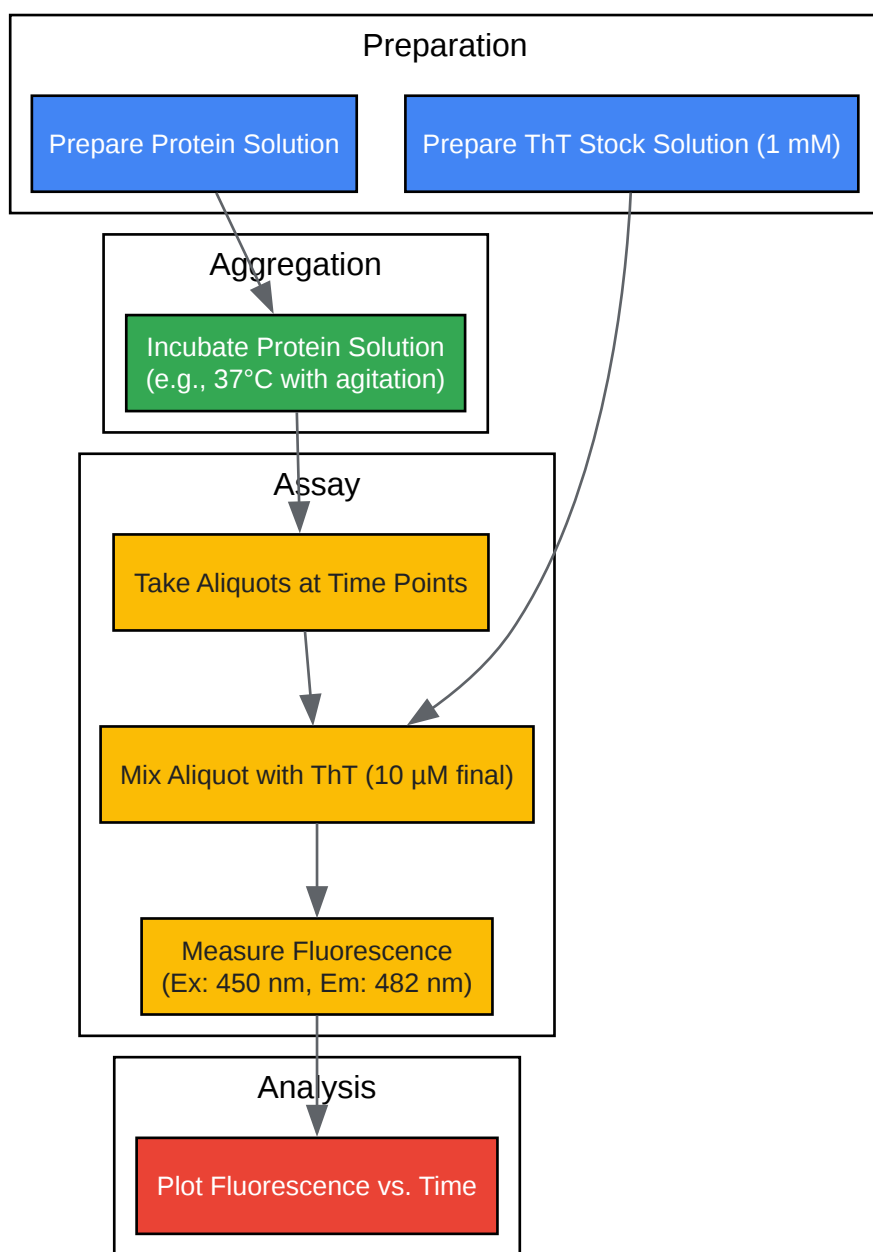 Preparation
Prepare Protein Solution
Prepare ThT Stock Solution (1 mM)
Aggregation
Incubate Protein Solution
(e.g., 37°C with agitation)
Assay
Take Aliquots at Time Points
Mix Aliquot with ThT (10 µM final)
Measure Fluorescence
(Ex: 450 nm, Em: 482 nm)
Analysis
Plot Fluorescence vs. Time